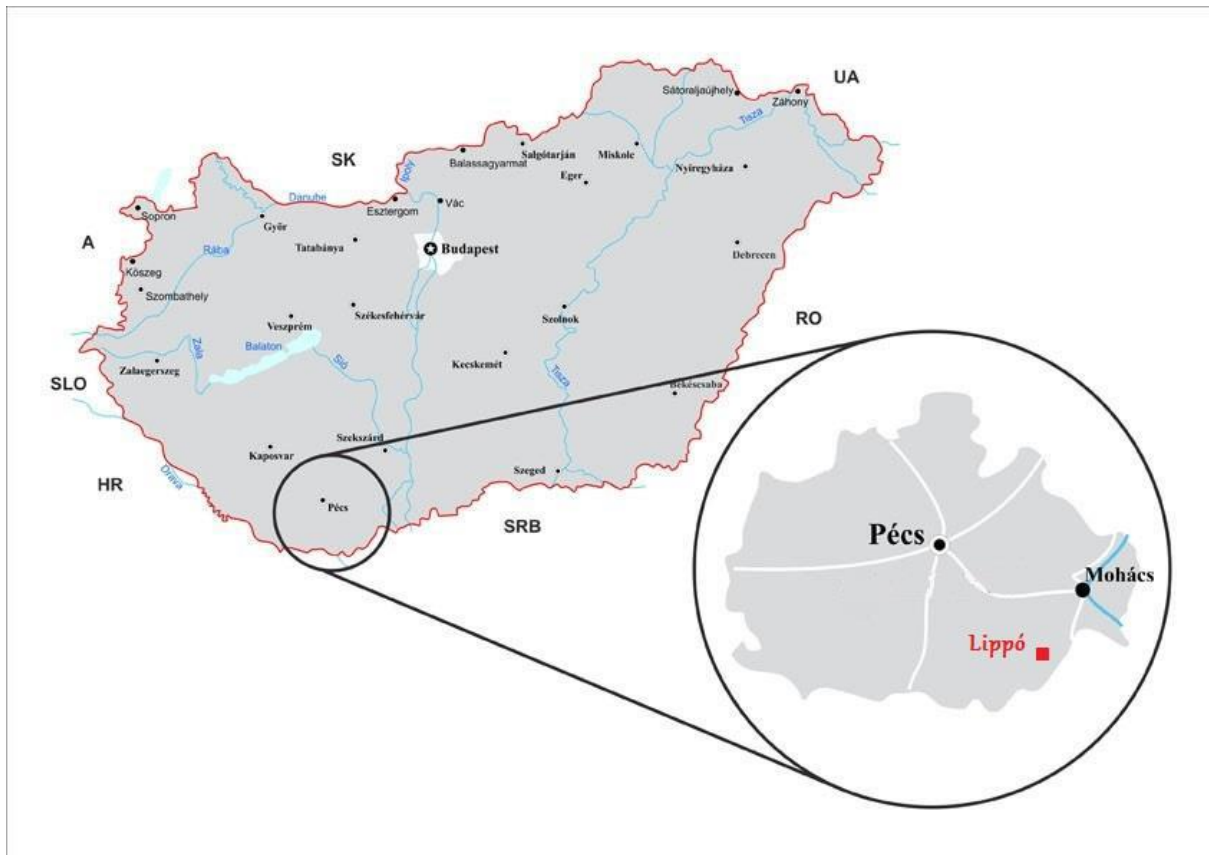 UA
Sátoraljaújhely
Záhony
Tisza
SK
Ipoly
Balassagyarmat
Salgótarján
Miskolc
Eger
Nyíregyháza
Danube
Esztergom
Vác
Sopron
Győr
A
Rába
Tatabánya
Budapest
Debrecen
Kőszeg
Szombathely
Veszprém
Székesfehérvár
Szolnok
RO
Balaton
Zala
Sió
Zalaegerszeg
Kecskemét
Tisza
SLO
Békéscsaba
Szekszárd
Kaposvar
Szeged
HR
Dráva
Pécs
SRB
Pécs
Mohács
Lippó